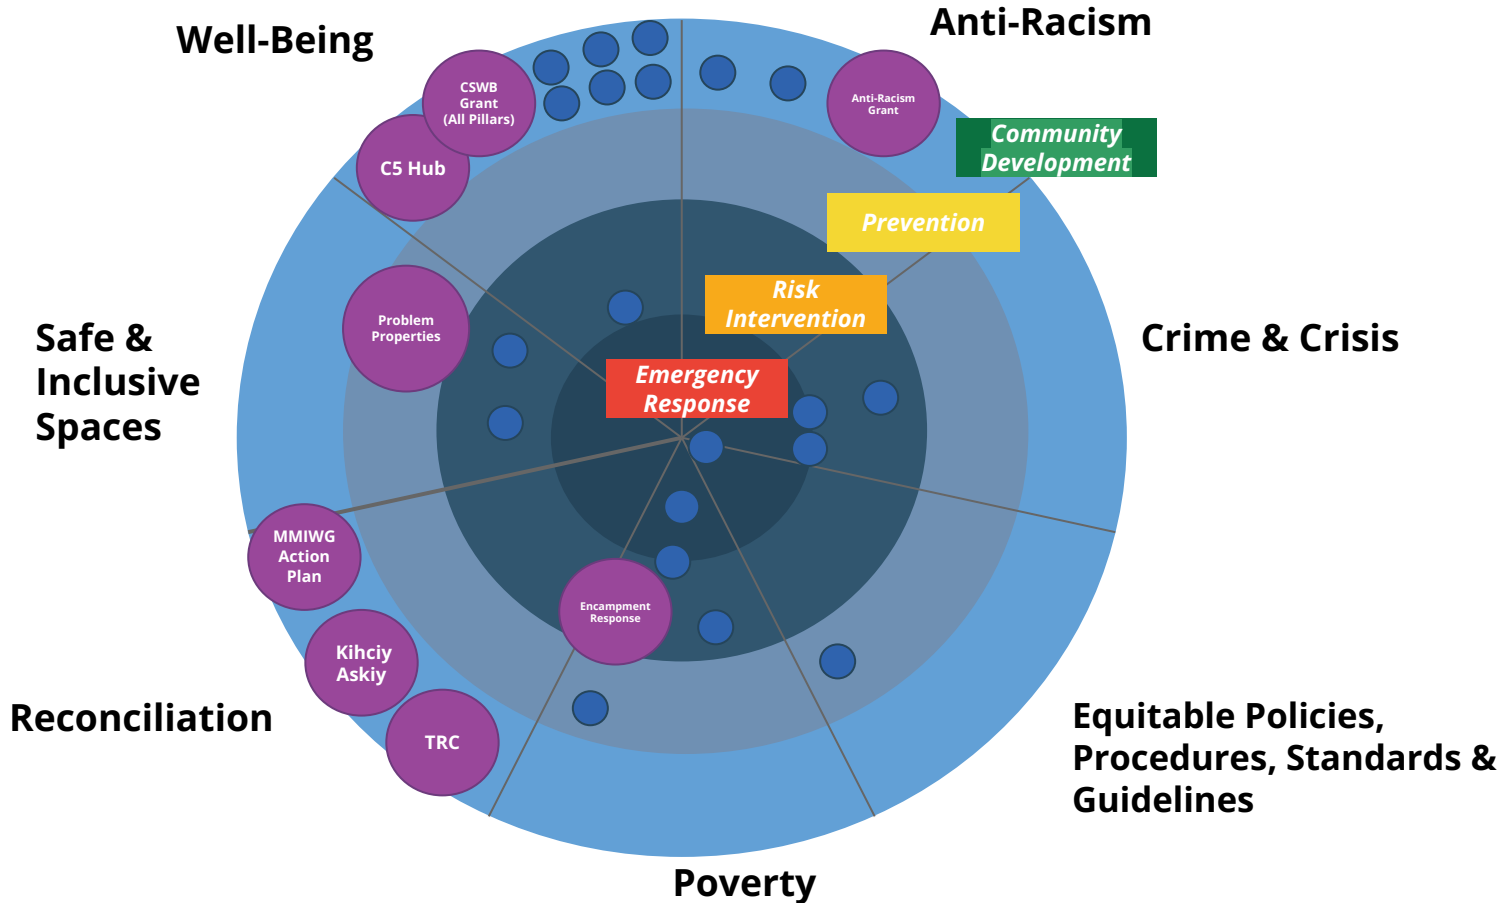 Anti-Racism
Well-Being
CSWB
Grant
(All Pillars)
Anti-Racism
Grant
Community
Development
C5 Hub
Prevention
Risk
Intervention
Problem
Properties
Safe &
Inclusive
Spaces
Crime & Crisis
Emergency
Response
MMIWG
Action
Plan
Encampment
Response
Kihciy
Askiy
Reconciliation
TRC
Equitable Policies,
Procedures, Standards &
Guidelines
Poverty